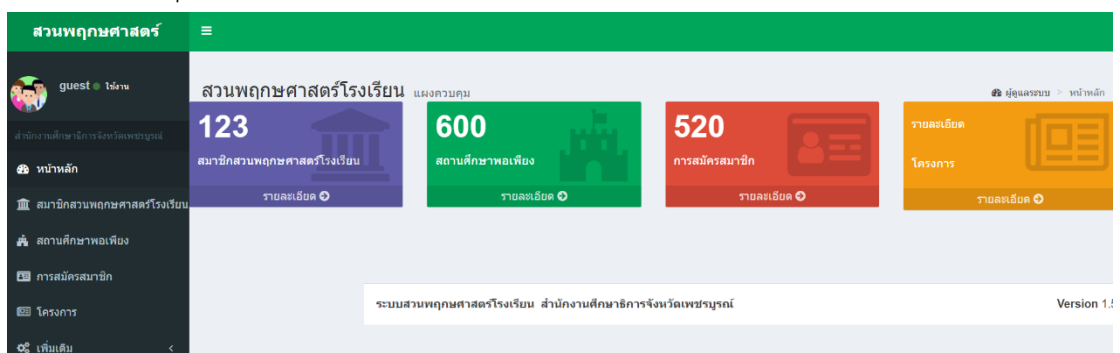 สวนพฤกษศาสตร์
guest ใช้งาน
สำนักงานศึกษาธิการจังหวัดเพชรบูรณ์
หน้าหลัก
สมาชิกสวนพฤกษศาสตร์โรงเรียน
สถานศึกษาพอเพียง
การสมัครสมาชิก
โครงการ
เพิ่มเติม
สวนพฤกษศาสตร์โรงเรียน แผงควบคุม
ผู้ดูแลระบบ > หน้าหลัก
123
สมาชิกสวนพฤกษศาสตร์โรงเรียน
รายละเอียด
600
สถานศึกษาพอเพียง
รายละเอียด
520
การสมัครสมาชิก
รายละเอียด
รายละเอียด
โครงการ
รายละเอียด
ระบบสวนพฤกษศาสตร์โรงเรียน สำนักงานศึกษาธิการจังหวัดเพชรบูรณ์
Version 1.5